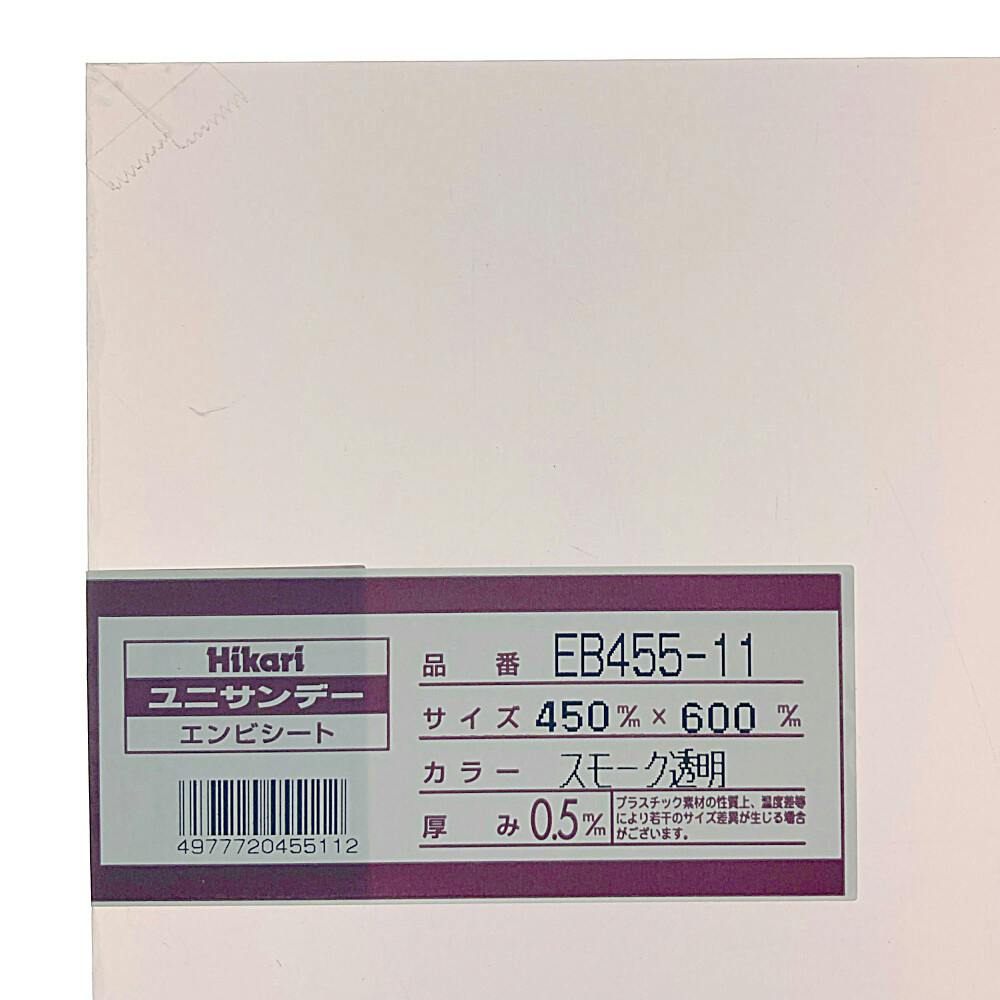 Hikari
ユニサンデー
エンビシート
4977720455112
品番 EB455-11
サイズ 450m/m × 600 m/m
カラー スモーク透明
厚み 0.5m/m
プラスチック素材の性質上、温度差等
により若干のサイズ差異が生じる場合
がございます。